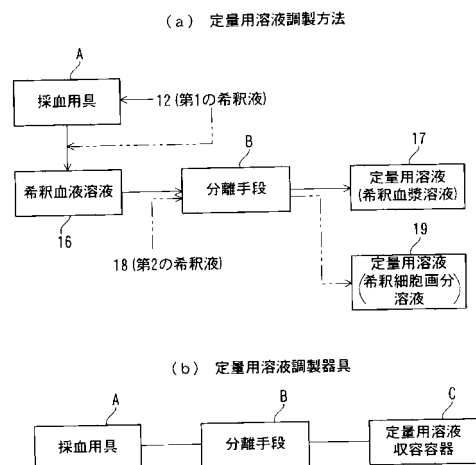 (a) 定量用溶液調製方法
A
採血用具
12(第1の希釈液)
B
17
希釈血液溶液
分離手段
定量用溶液
(希釈血漿溶液)
16
18(第2の希釈液)
19
定量用溶液
(希釈細胞画分
溶液)
(b) 定量用溶液調製器具
A
B
C
採血用具
分離手段
定量用溶液
収容容器